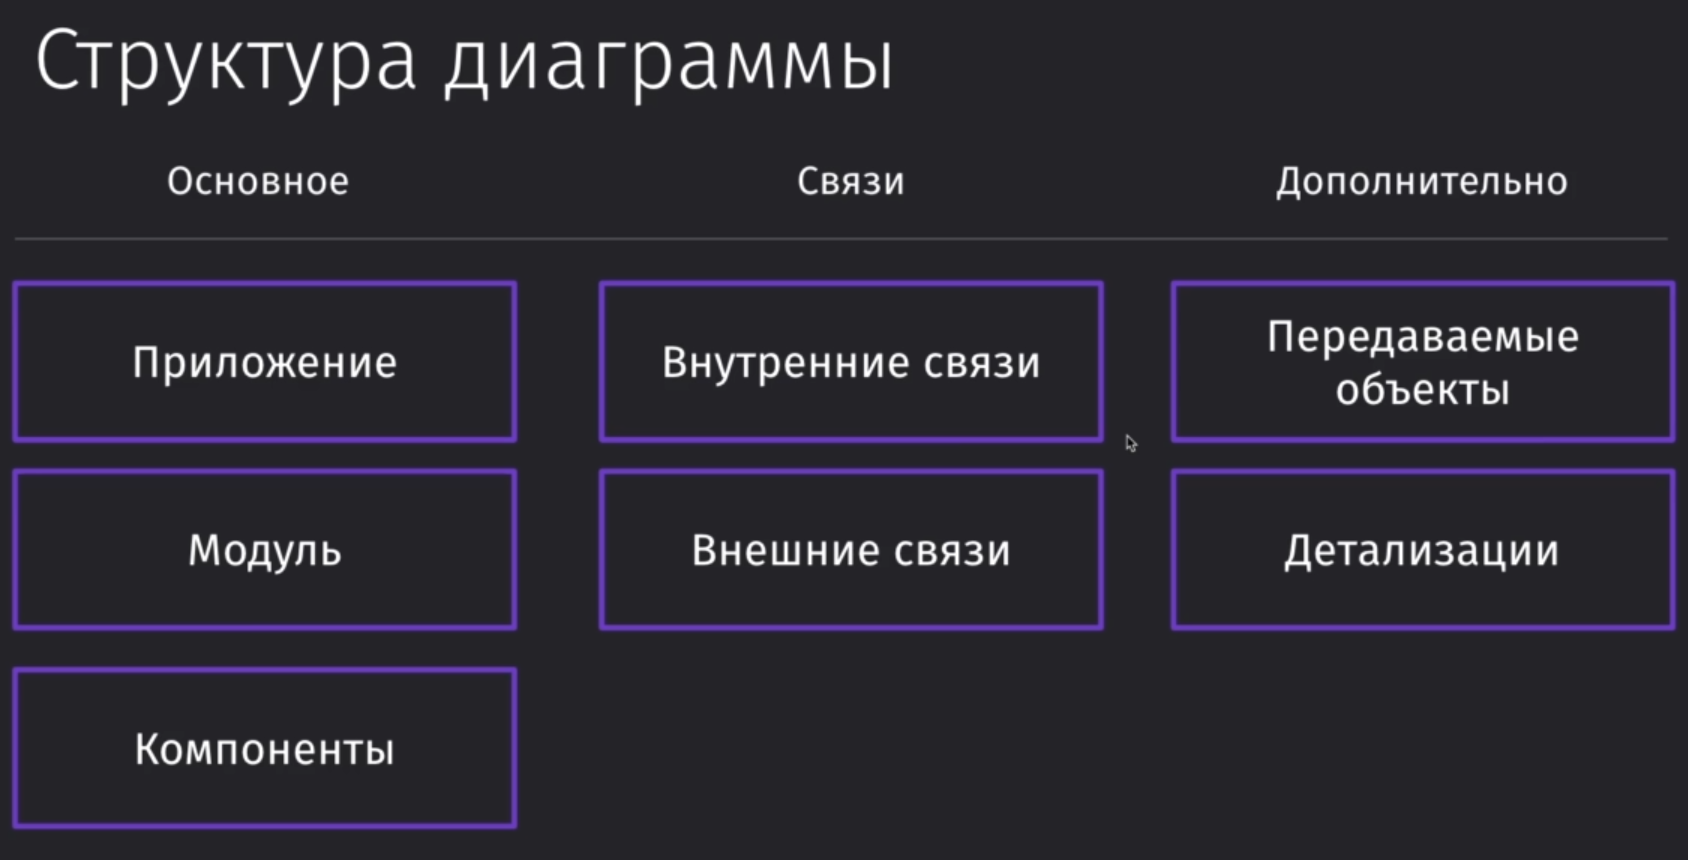 Структура диаграммы
Основное
Связи
Дополнительно
Приложение
Внутренние связи
Передаваемые
объекты
Модуль
Внешние связи
Детализации
Компоненты